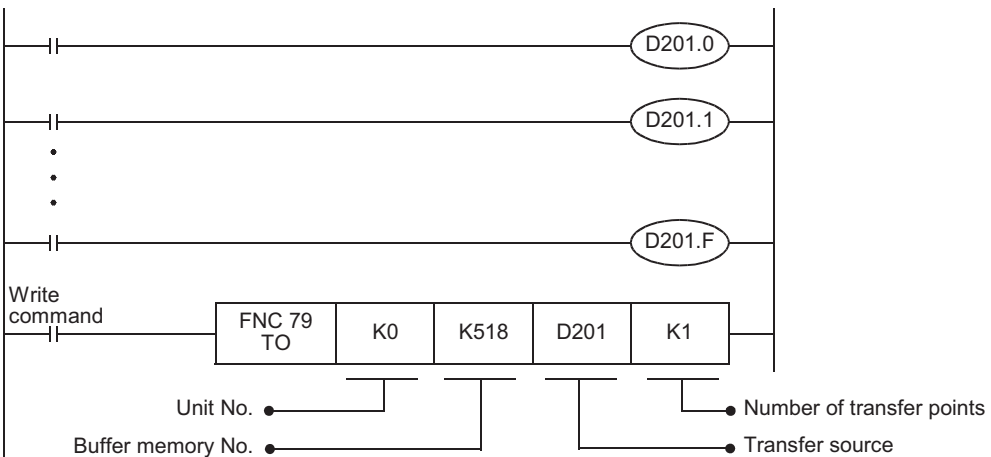 D201.0
D201.1
D201.F
Write
command
FNC 79
TO
K0
K518
D201
K1
Unit No.
Number of transfer points
Buffer memory No.
Transfer source